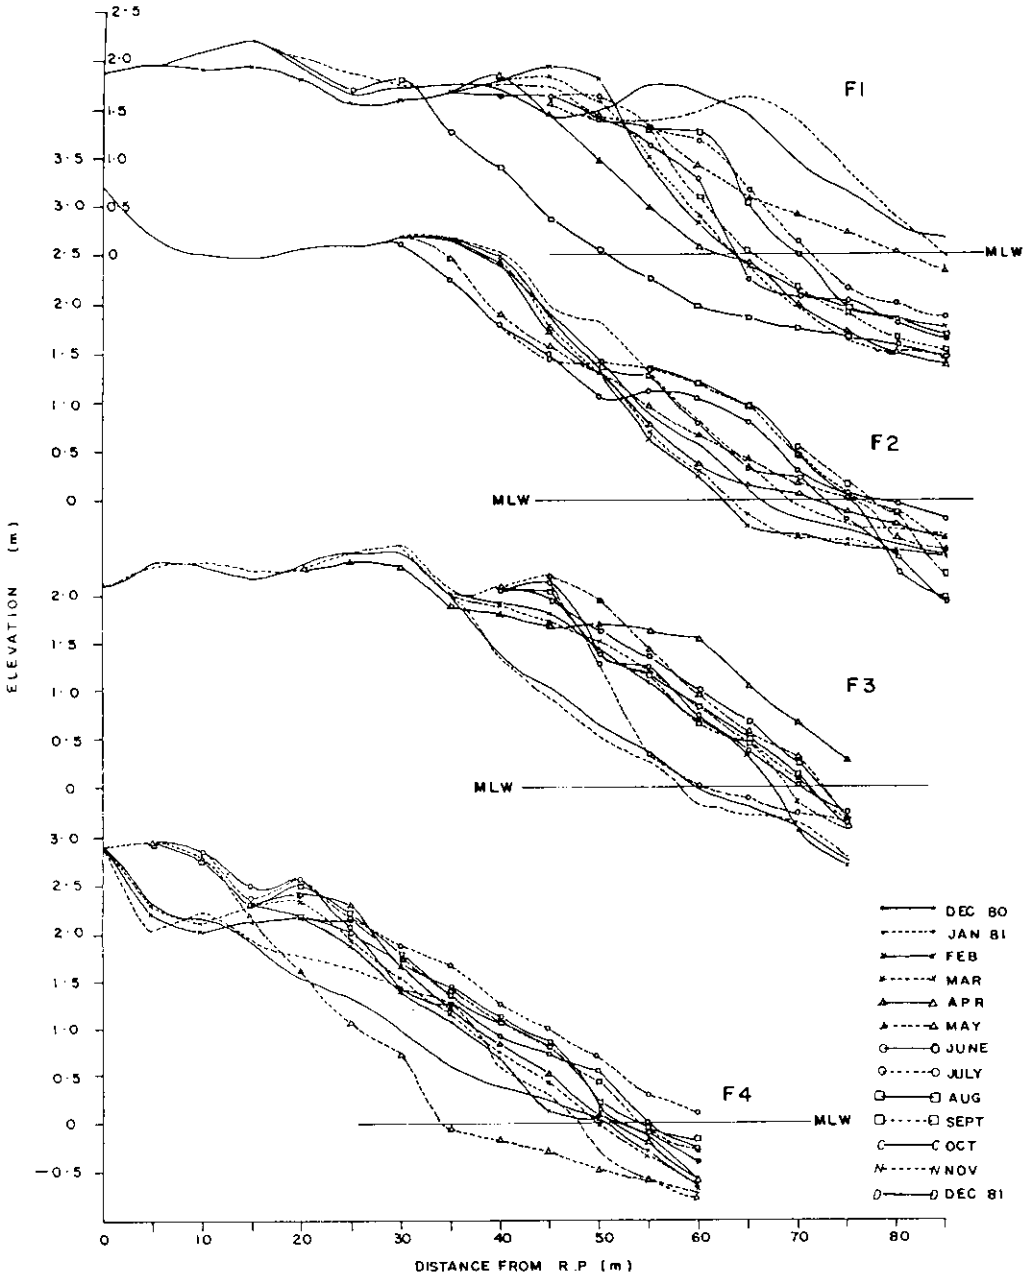 2·5
2·0
1·5
1·0
0·5
0
F1
MLW
3·5
3·0
2·5
2·0
1·5
1·0
0·5
0
F2
MLW
2·0
1·5
1·0
0·5
0
F3
MLW
3·0
2·5
2·0
1·5
1·0
0·5
0
-0·5
F4
MLW
ELEVATION (m)
DEC 80
JAN 81
FEB
MAR
APR
MAY
JUNE
JULY
AUG
SEPT
C C OCT
N N NOV
D D DEC 81
0 10 20 30 40 50 60 70 80
DISTANCE FROM R.P (m)